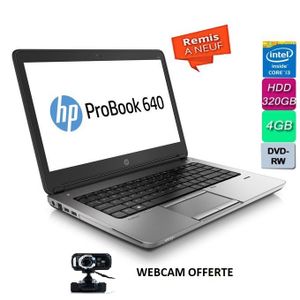 Remis
À NEUF
intel
inside
CORE i3
HDD
320GB
4GB
DVD-
RW
hp ProBook 640
hp
WEBCAM OFFERTE